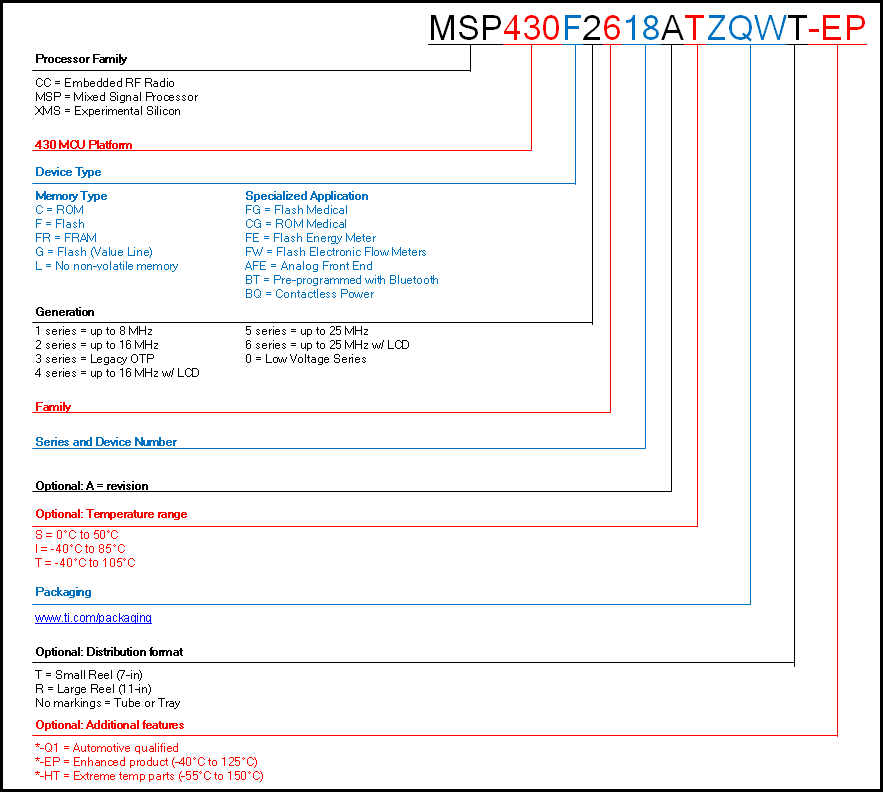 MSP430F2618ATZQWT-EP
Processor Family
CC = Embedded RF Radio
MSP = Mixed Signal Processor
XMS = Experimental Silicon
430 MCU Platform
Device Type
Memory Type
C = ROM
F = Flash
FR = FRAM
G = Flash (Value Line)
L = No non-volatile memory
Specialized Application
FG = Flash Medical
CG = ROM Medical
FE = Flash Energy Meter
FW = Flash Electronic Flow Meters
AFE = Analog Front End
BT = Pre-programmed with Bluetooth
BQ = Contactless Power
Generation
1 series = up to 8 MHz
2 series = up to 16 MHz
3 series = Legacy OTP
4 series = up to 16 MHz w/ LCD
5 series = up to 25 MHz
6 series = up to 25 MHz w/ LCD
0 = Low Voltage Series
Family
Series and Device Number
Optional: A = revision
Optional: Temperature range
S = 0°C to 50°C
I = -40°C to 85°C
T = -40°C to 105°C
Packaging
www.ti.com/packaging
Optional: Distribution format
T = Small Reel (7-in)
R = Large Reel (11-in)
No markings = Tube or Tray
Optional: Additional features
*-Q1 = Automotive qualified
*-EP = Enhanced product (-40°C to 125°C)
*-HT = Extreme temp parts (-55°C to 150°C)